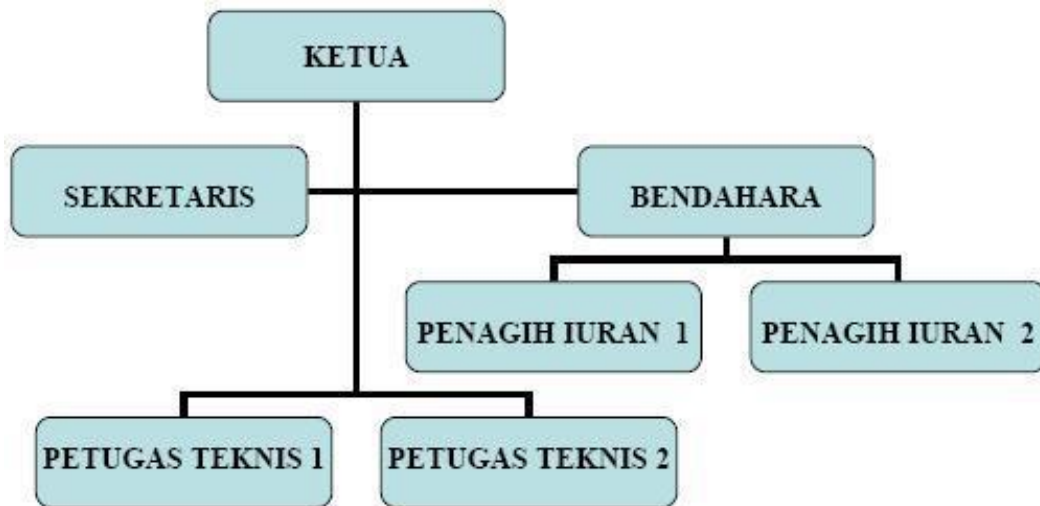 KETUA
SEKRETARIS
BENDAHARA
PENAGIH IURAN 1
PENAGIH IURAN 2
PETUGAS TEKNIS 1
PETUGAS TEKNIS 2